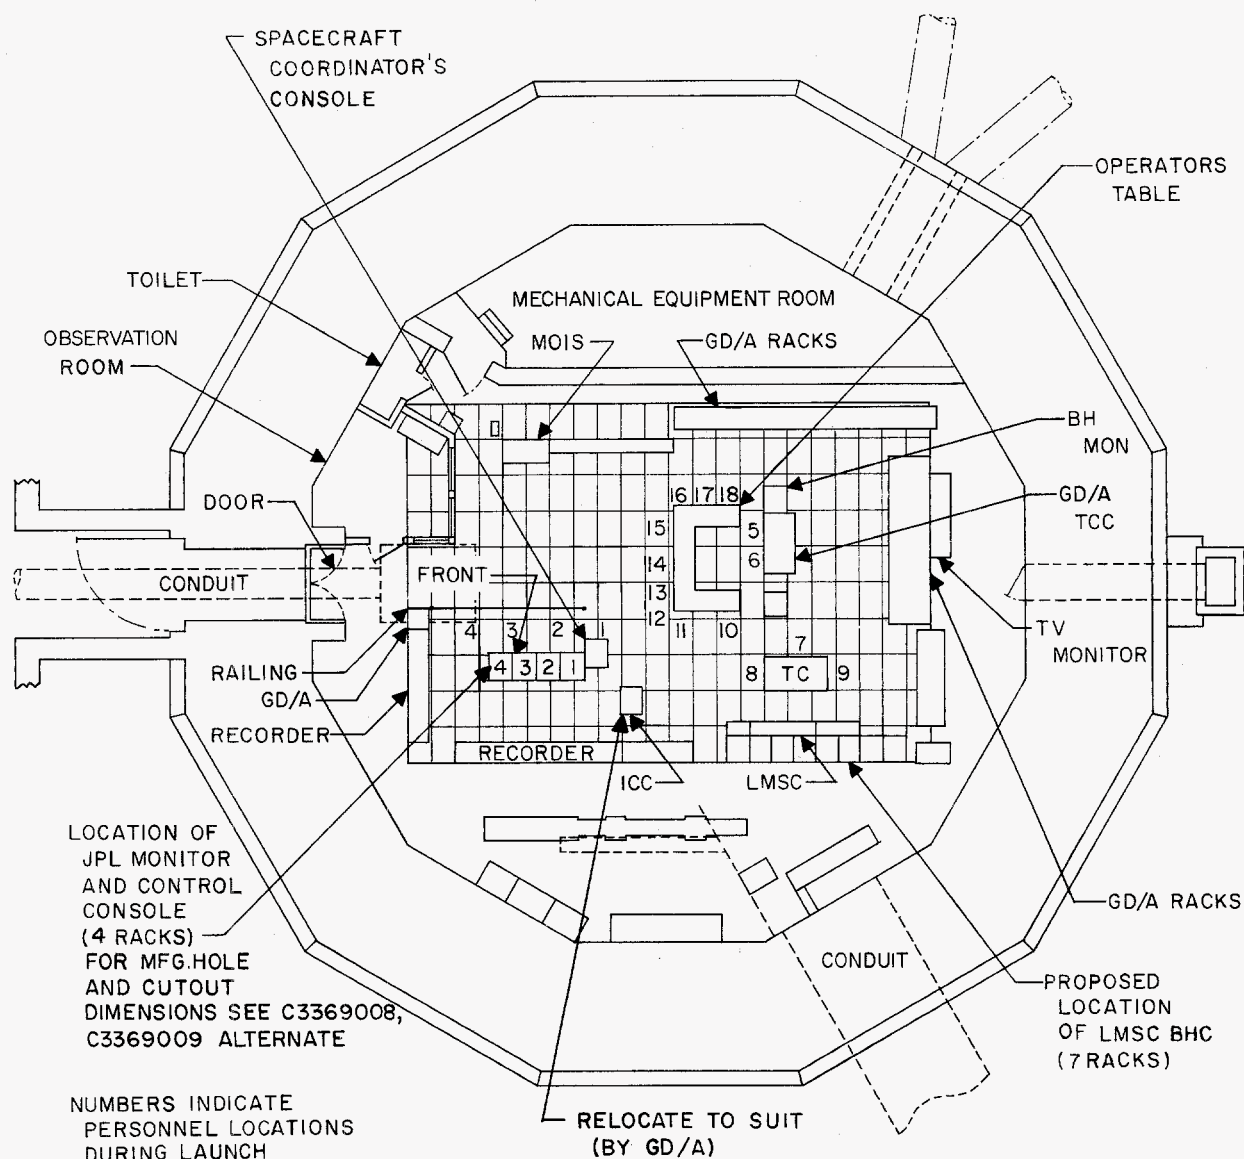 SPACECRAFT
COORDINATOR'S
CONSOLE
OPERATORS
TABLE
TOILET
MECHANICAL EQUIPMENT ROOM
OBSERVATION
ROOM
MOIS
GD/A RACKS
BH
MON
DOOR
GD/A
TCC
16 17 18
15
5
14
6
13
12
11
10
CONDUIT
FRONT
4
3
2
1
7
TV
MONITOR
RAILING
4 3 2 1
8
TC
9
GD/A
RECORDER
RECORDER
ICC
LMSC
LOCATION OF
JPL MONITOR
AND CONTROL
CONSOLE
(4 RACKS)
FOR MFG.HOLE
AND CUTOUT
DIMENSIONS SEE C3369008,
C3369009 ALTERNATE
GD/A RACKS
CONDUIT
PROPOSED
LOCATION
OF LMSC BHC
(7 RACKS)
NUMBERS INDICATE
PERSONNEL LOCATIONS
DURING LAUNCH
RELOCATE TO SUIT
(BY GD/A)